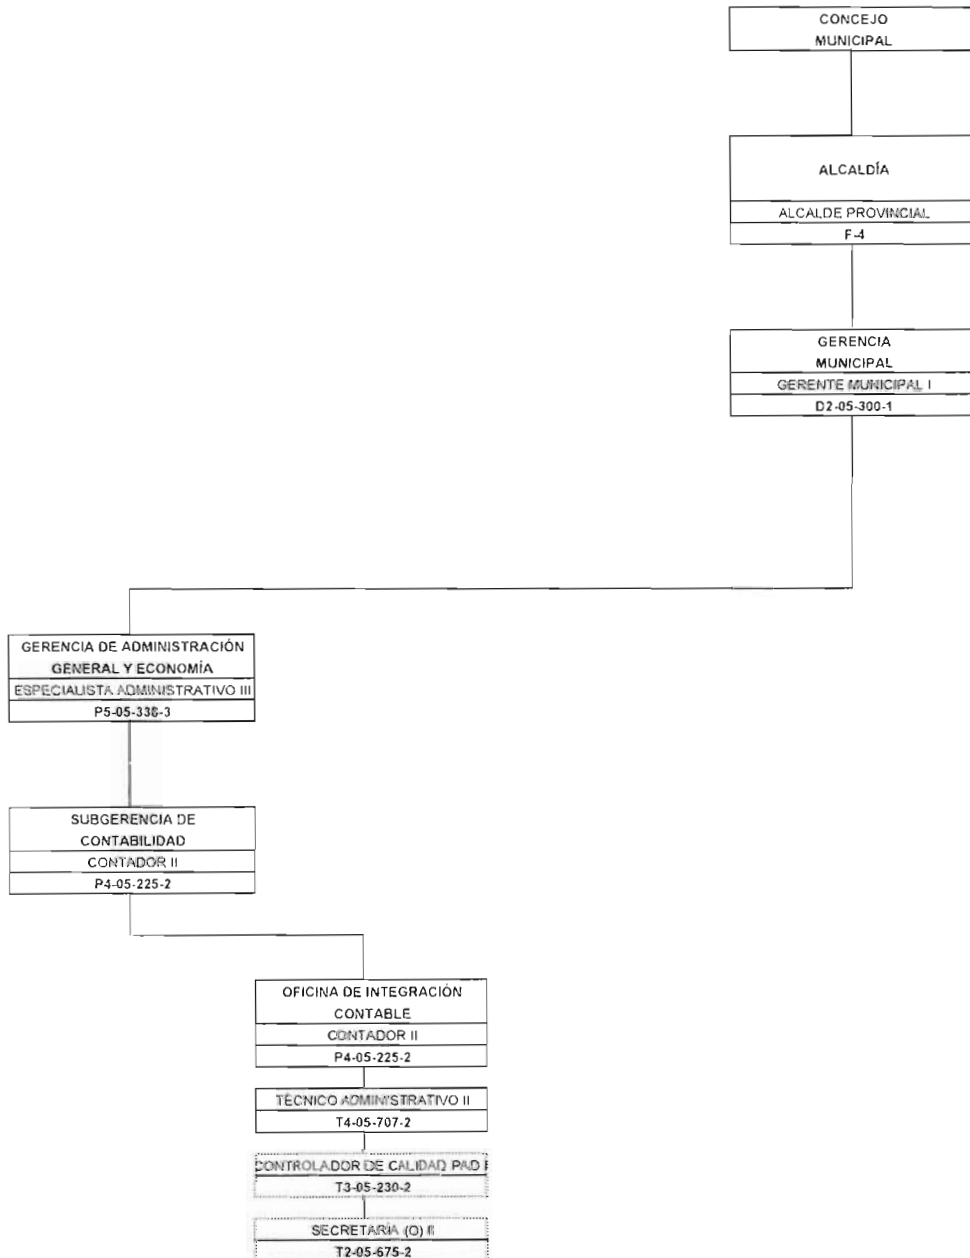 CONCEJO
MUNICIPAL
ALCALDÍA
ALCALDE PROVINCIAL
F-4
GERENCIA
MUNICIPAL
GERENTE MUNICIPAL I
D2-05-300-1
GERENCIA DE ADMINISTRACIÓN
GENERAL Y ECONOMÍA
ESPECIALISTA ADMINISTRATIVO III
P5-05-338-3
SUBGERENCIA DE
CONTABILIDAD
CONTADOR II
P4-05-225-2
OFICINA DE INTEGRACIÓN
CONTABLE
CONTADOR II
P4-05-225-2
TÉCNICO ADMINISTRATIVO II
T4-05-707-2
CONTROLADOR DE CALIDAD PAD
T3-05-230-2
SECRETARÍA (O) II
T2-05-675-2